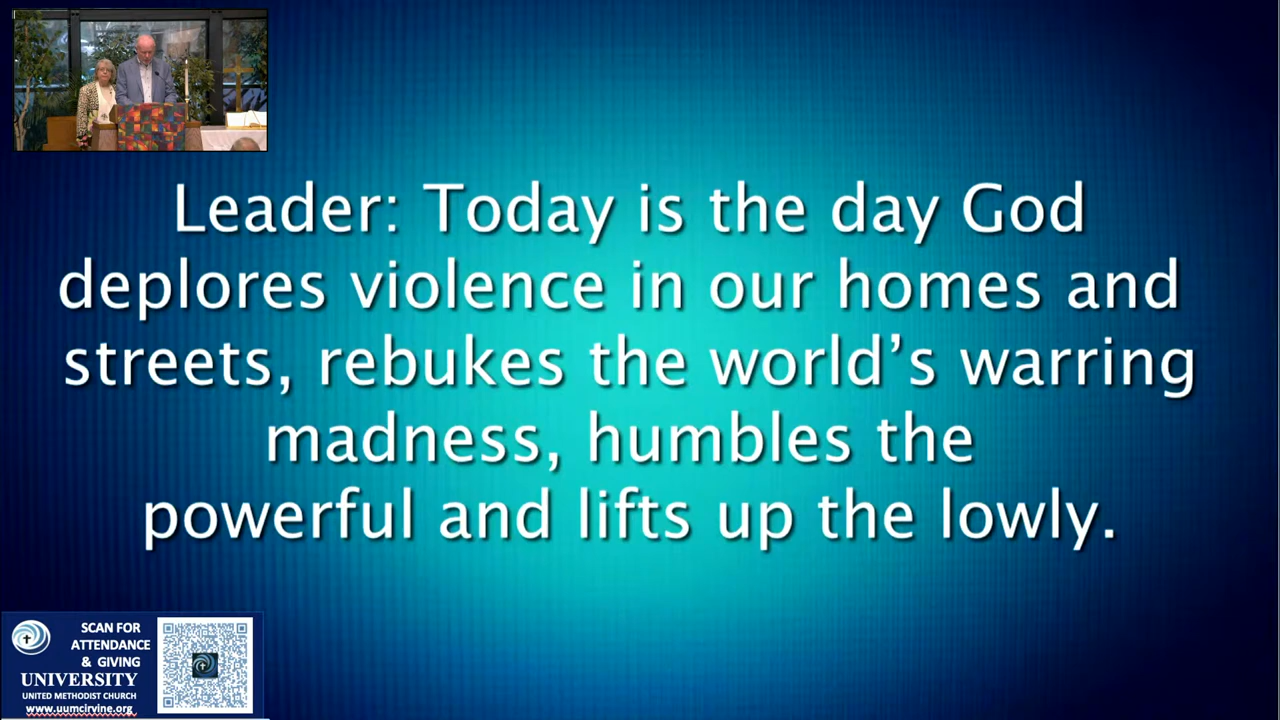 Leader: Today is the day God
deplores violence in our homes and
streets, rebukes the world’s warring
madness, humbles the
powerful and lifts up the lowly.
SCAN FOR
ATTENDANCE
& GIVING
UNIVERSITY
UNITED METHODIST CHURCH
www.uumcirvine.org